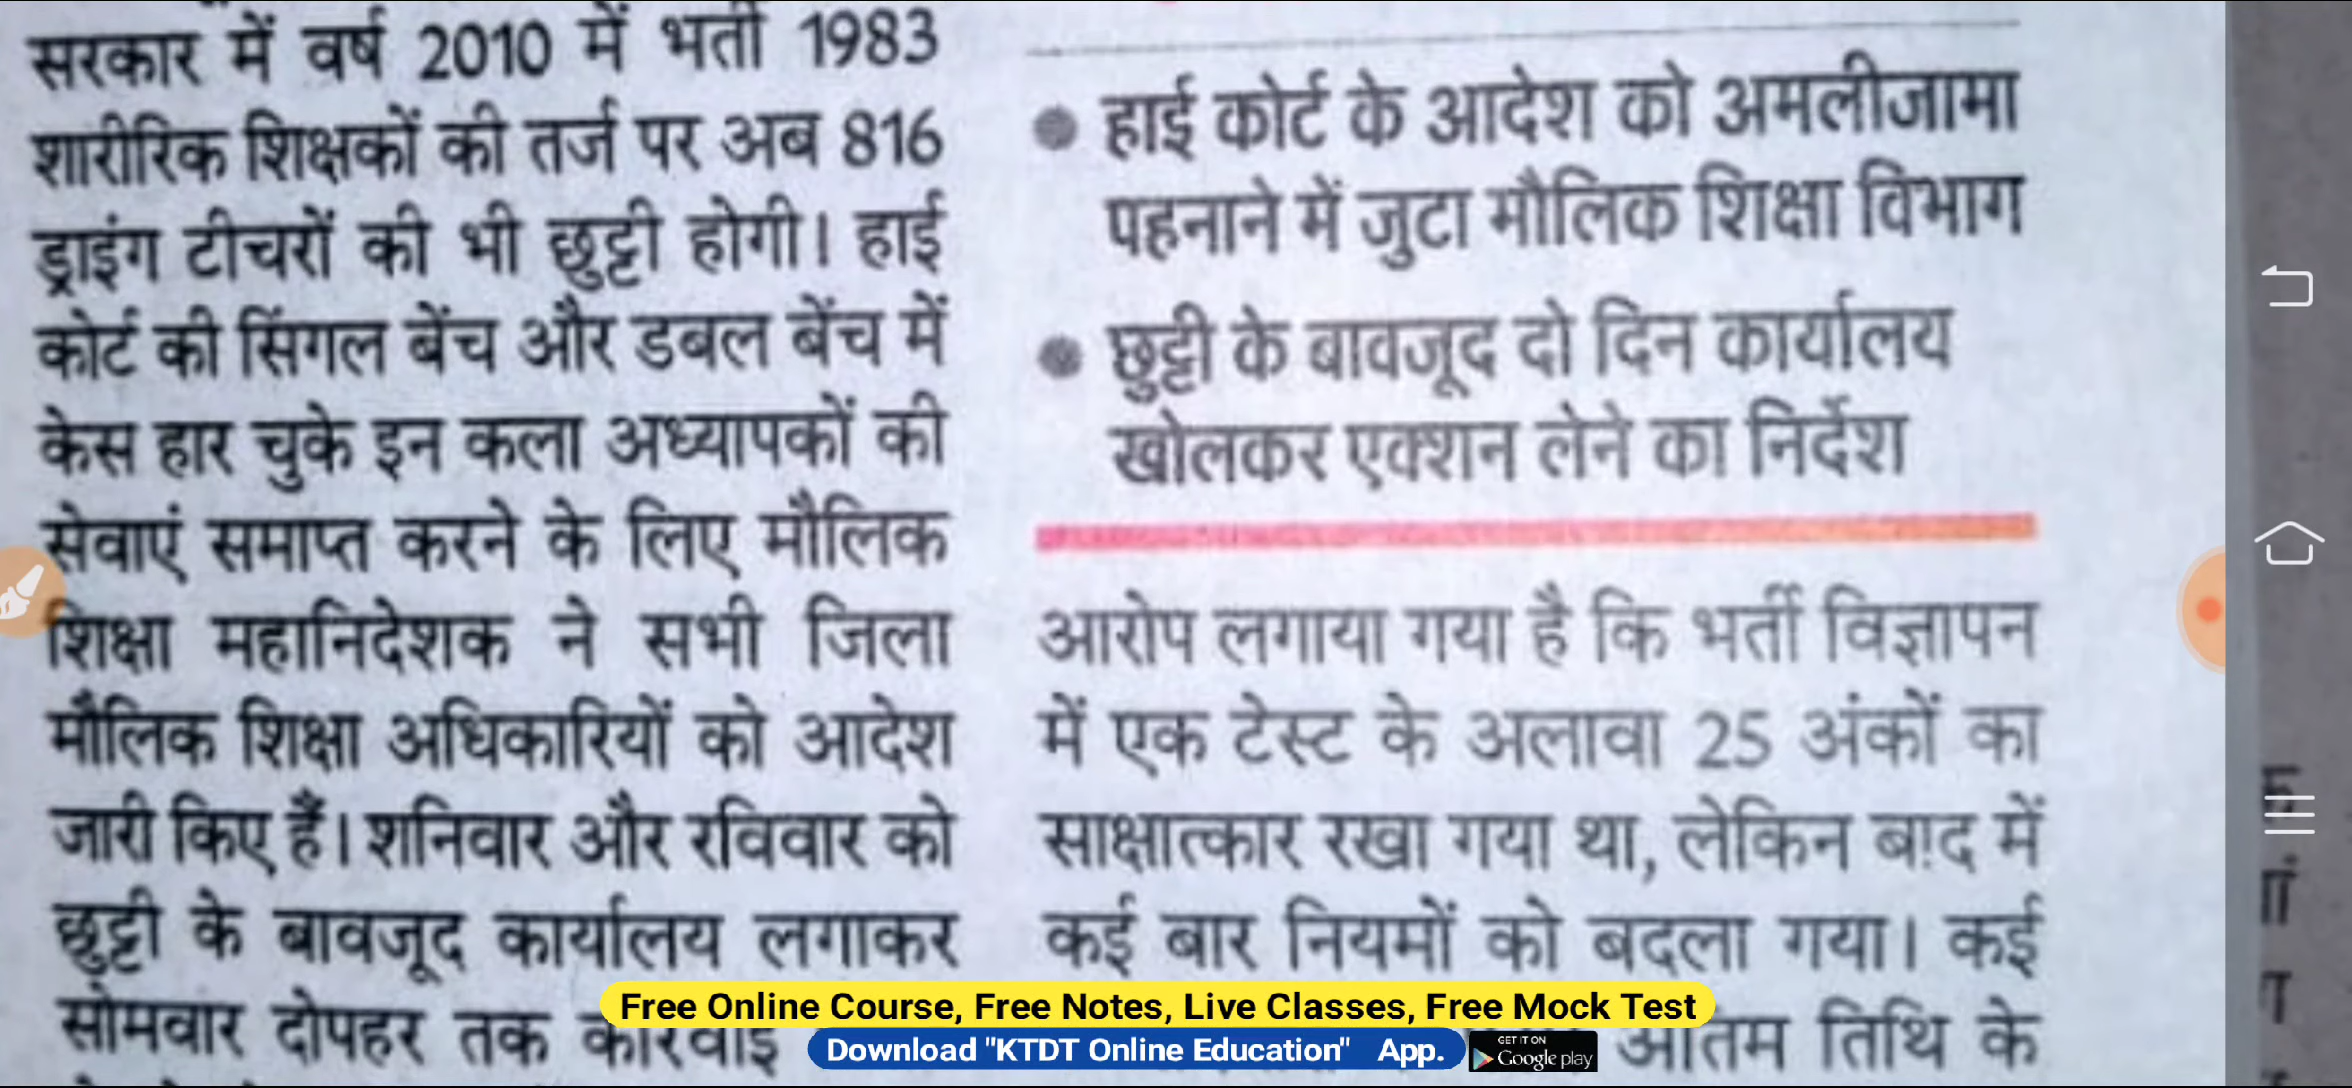 सरकार में वर्ष 2010 में भर्ती 1983
शारीरिक शिक्षकों की तर्ज पर अब 816
ड्राइंग टीचरों की भी छुट्टी होगी। हाई
कोर्ट की सिंगल बेंच और डबल बेंच में
केस हार चुके इन कला अध्यापकों की
सेवाएं समाप्त करने के लिए मौलिक
शिक्षा महानिदेशक ने सभी जिला
मौलिक शिक्षा अधिकारियों को आदेश
जारी किए हैं। शनिवार और रविवार को
छुट्टी के बावजूद कार्यालय लगाकर
सोमवार दोपहर तक
हाई कोर्ट के आदेश को अमलीजामा
पहनाने में जुटा मौलिक शिक्षा विभाग
छुट्टी के बावजूद दो दिन कार्यालय
खोलकर एक्शन लेने का निर्देश
आरोप लगाया गया है कि भर्ती विज्ञापन
में एक टेस्ट के अलावा 25 अंकों का
साक्षात्कार रखा गया था, लेकिन बाद में
कई बार नियमों को बदला गया। कई
तिथि के
Free Online Course, Free Notes, Live Classes, Free Mock Test
Download "KTDT Online Education" App.
GET IT ON
Google play